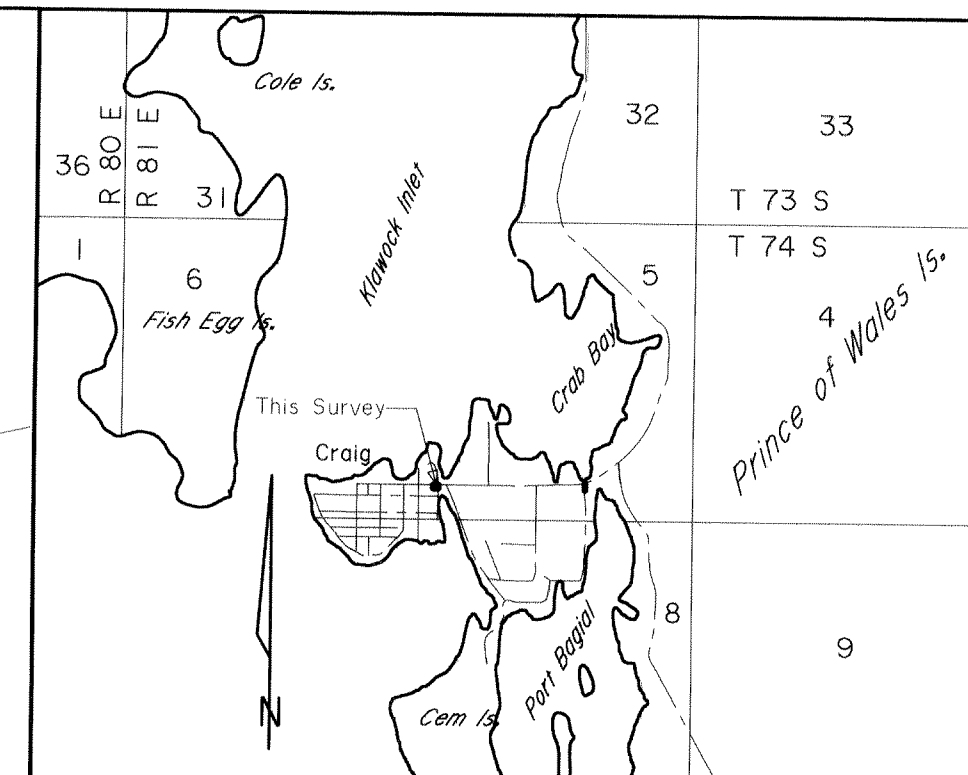 Cole Is.
32
33
36
R 80 E
R 81 E
31
T 73 S
T 74 S
1
6
5
4
Klawock Inlet
Fish Egg Is.
Crab Bay
Prince of Wales Is.
This Survey
Craig
8
9
Port Bagial
Cem Is.
N